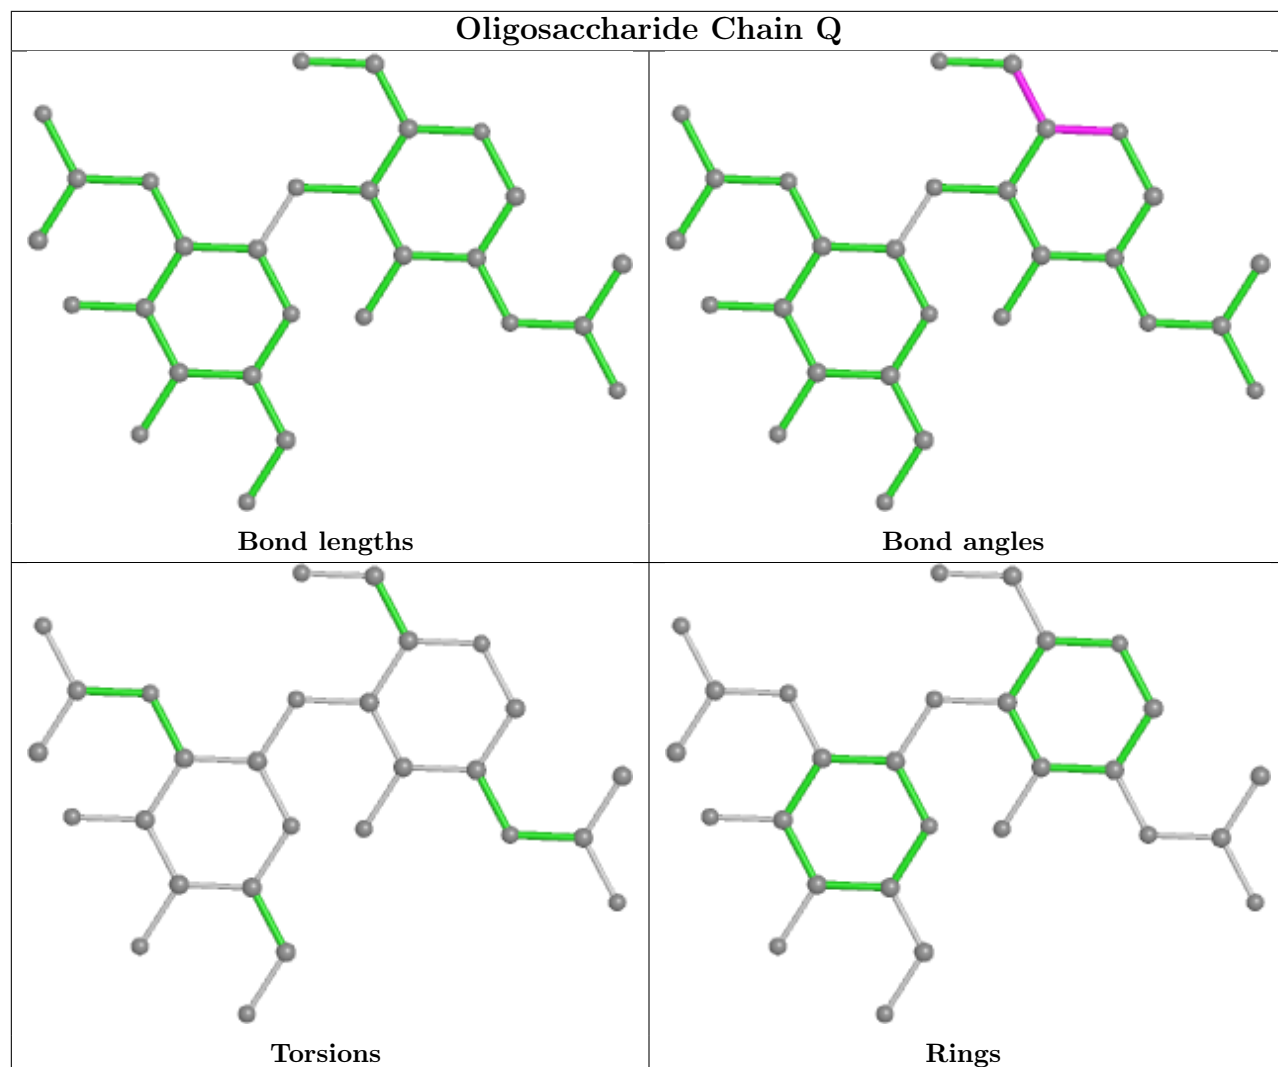 Oligosaccharide Chain Q
Bond lengths
Bond angles
Torsions
Rings